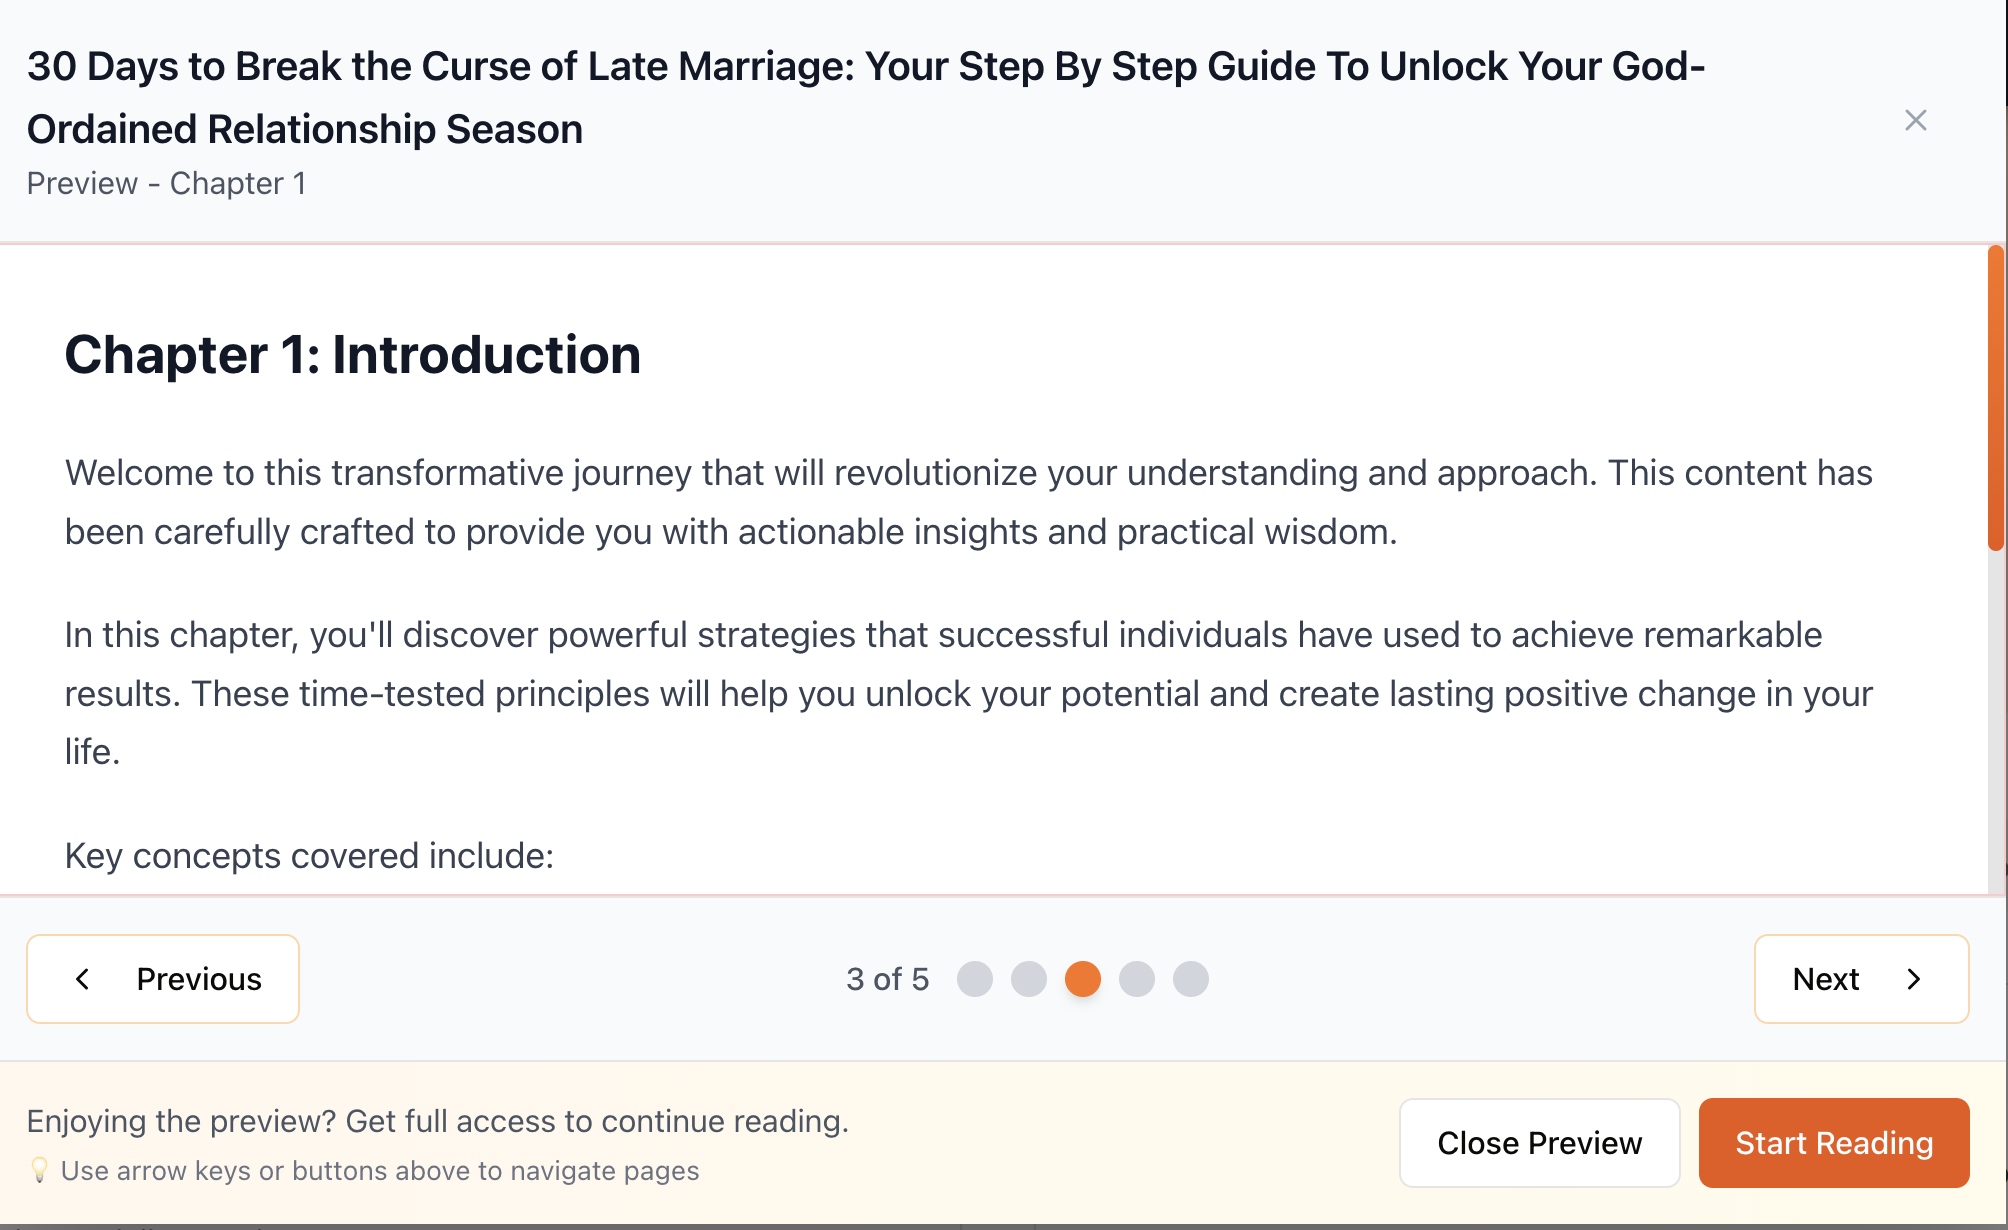 30 Days to Break the Curse of Late Marriage: Your Step By Step Guide To Unlock Your God-
Ordained Relationship Season
Preview - Chapter 1
Chapter 1: Introduction
Welcome to this transformative journey that will revolutionize your understanding and approach. This content has
been carefully crafted to provide you with actionable insights and practical wisdom.
In this chapter, you'll discover powerful strategies that successful individuals have used to achieve remarkable
results. These time-tested principles will help you unlock your potential and create lasting positive change in your
life.
Key concepts covered include:
Previous
3 of 5
Next
Enjoying the preview? Get full access to continue reading.
💡 Use arrow keys or buttons above to navigate pages
Close Preview
Start Reading